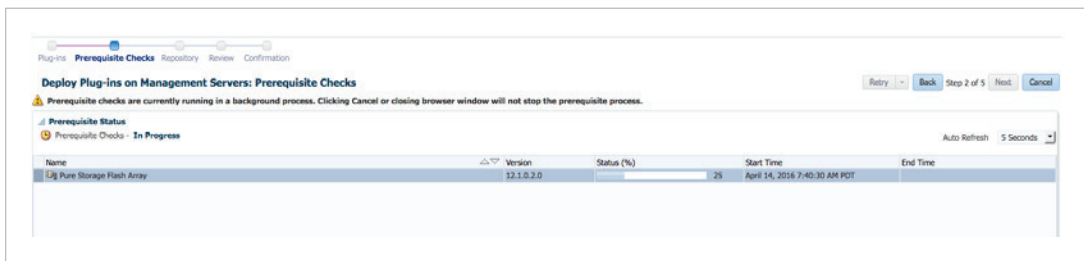 Plug-ins Prerequisite Checks Repository Review Confirmation
Deploy Plug-ins on Management Servers: Prerequisite Checks Retry Back Step 2 of 5 Next Cancel
Prerequisite checks are currently running in a background process. Clicking Cancel or closing browser window will not stop the prerequisite process.
Prerequisite Status
Prerequisite Checks - In Progress Auto Refresh 5 Seconds
Name Version Status (%) Start Time End Time
Pure Storage Flash Array 12.1.0.2.0 25 April 14, 2016 7:40:30 AM PDT